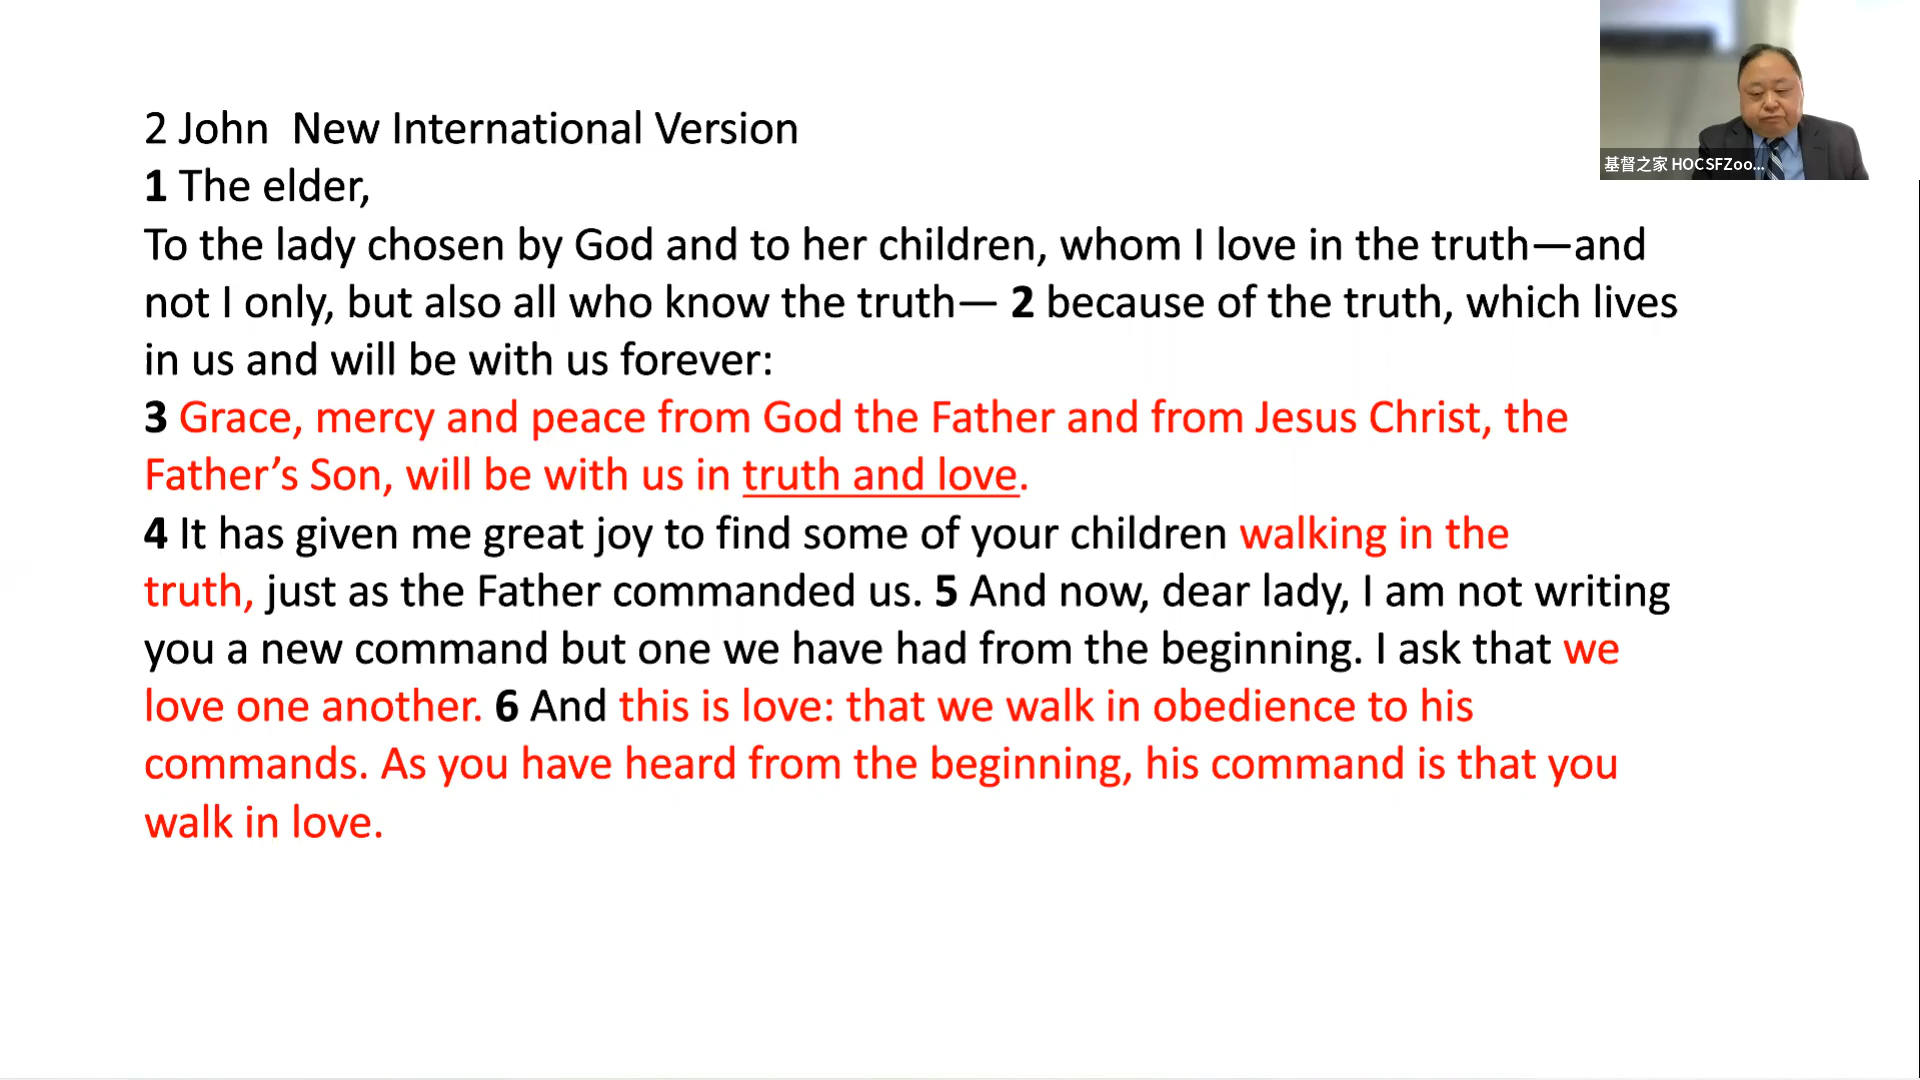 2 John  New International Version
1 The elder,
To the lady chosen by God and to her children, whom I love in the truth—and
not I only, but also all who know the truth— 2 because of the truth, which lives
in us and will be with us forever:
3 Grace, mercy and peace from God the Father and from Jesus Christ, the
Father’s Son, will be with us in truth and love.
4 It has given me great joy to find some of your children walking in the
truth, just as the Father commanded us. 5 And now, dear lady, I am not writing
you a new command but one we have had from the beginning. I ask that we
love one another. 6 And this is love: that we walk in obedience to his
commands. As you have heard from the beginning, his command is that you
walk in love.
基督之家 HOCSFZoo...